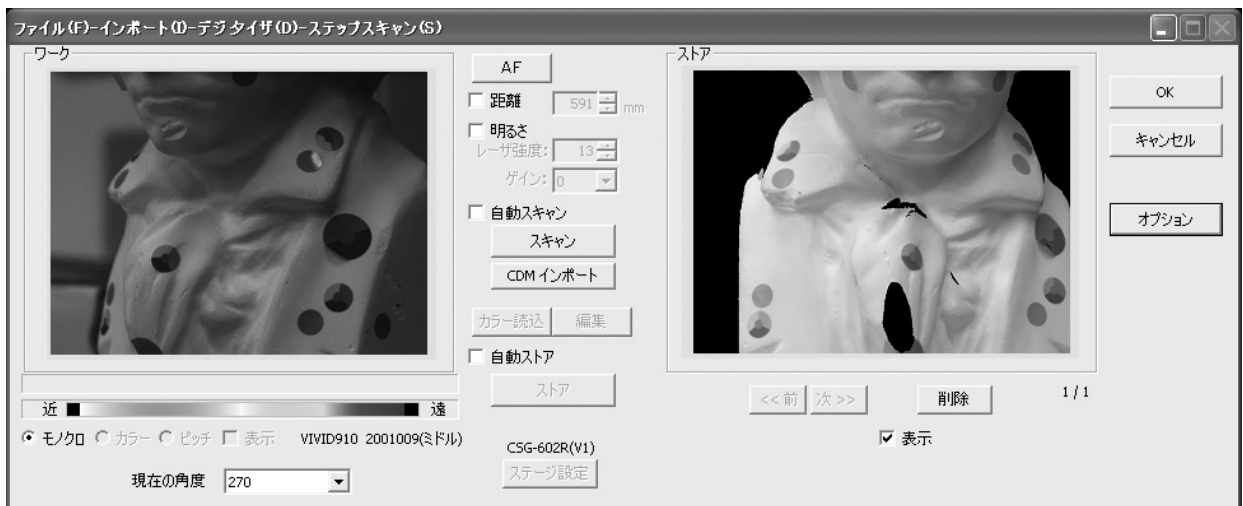 ファイル(F)-インポート(I)-デジタイザ(D)-ステップスキャン(S)
ワーク
AF
距離 591 mm
明るさ
レーザ強度: 13
ゲイン: 0
自動スキャン
スキャン
CDM インポート
カラー読込 編集
自動ストア
ストア
近 遠
モノクロ カラー ピッチ 表示 VIVID910 2001009(ミドル)
現在の角度 270
CSG-602R(V1)
ステージ設定
ストア
<< 前 次 >> 削除 1 / 1
表示
OK
キャンセル
オプション